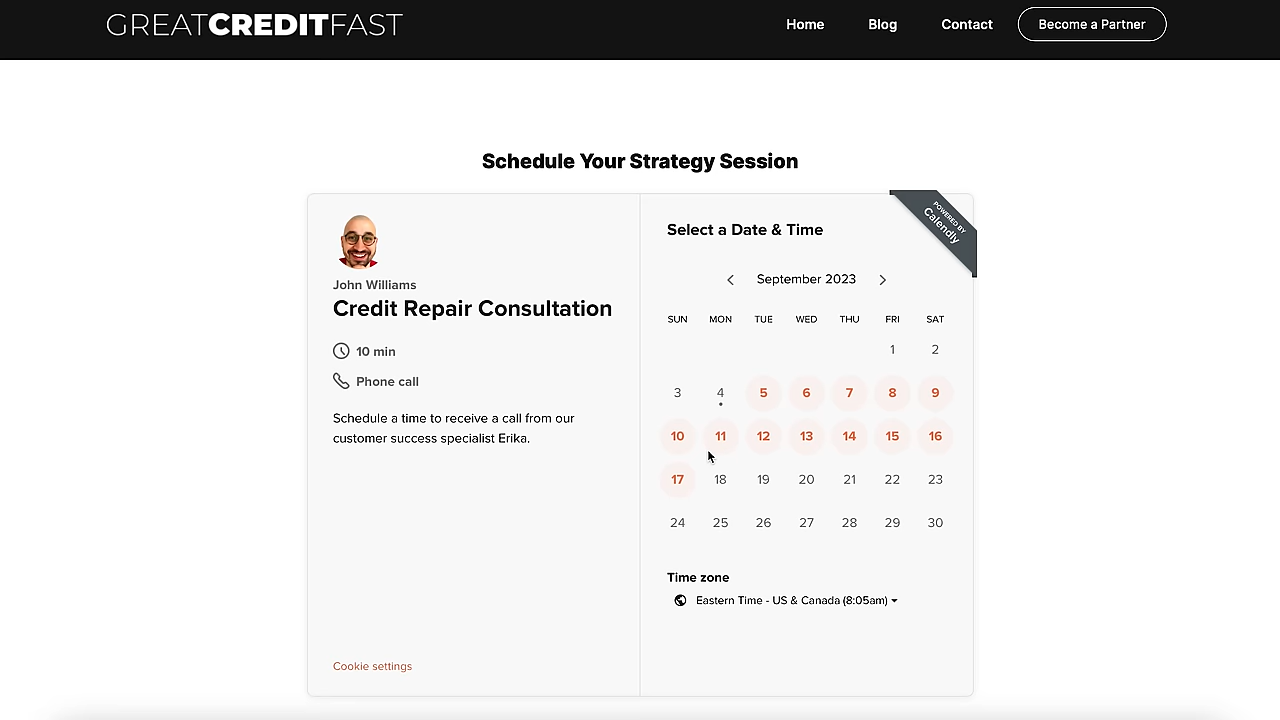 GREATCREDITFAST
Home Blog Contact Become a Partner
Schedule Your Strategy Session
John Williams
Credit Repair Consultation
10 min
Phone call
Schedule a time to receive a call from our
customer success specialist Erika.
Cookie settings
POWERED BY
Calendly
Select a Date & Time
September 2023
SUN MON TUE WED THU FRI SAT
1 2
3 4 5 6 7 8 9
10 11 12 13 14 15 16
17 18 19 20 21 22 23
24 25 26 27 28 29 30
Time zone
Eastern Time - US & Canada (8:05am)